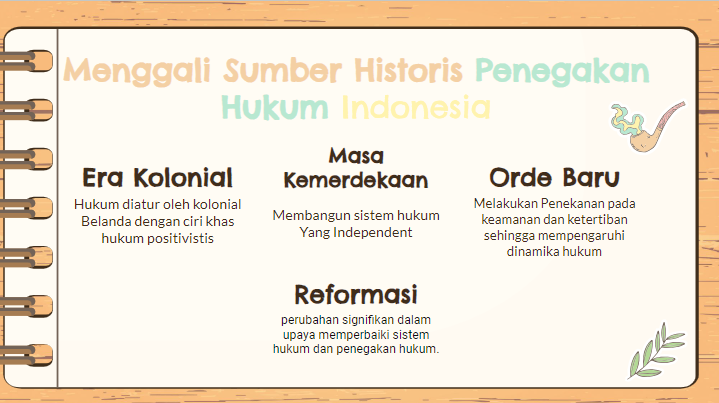 Menggali Sumber Historis Penegakan
Hukum Indonesia
Era Kolonial
Hukum diatur oleh kolonial
Belanda dengan ciri khas
hukum positivistis
Masa
Kemerdekaan
Membangun sistem hukum
Yang Independent
Orde Baru
Melakukan Penekanan pada
keamanan dan ketertiban
sehingga mempengaruhi
dinamika hukum
Reformasi
perubahan signifikan dalam
upaya memperbaiki sistem
hukum dan penegakan hukum.